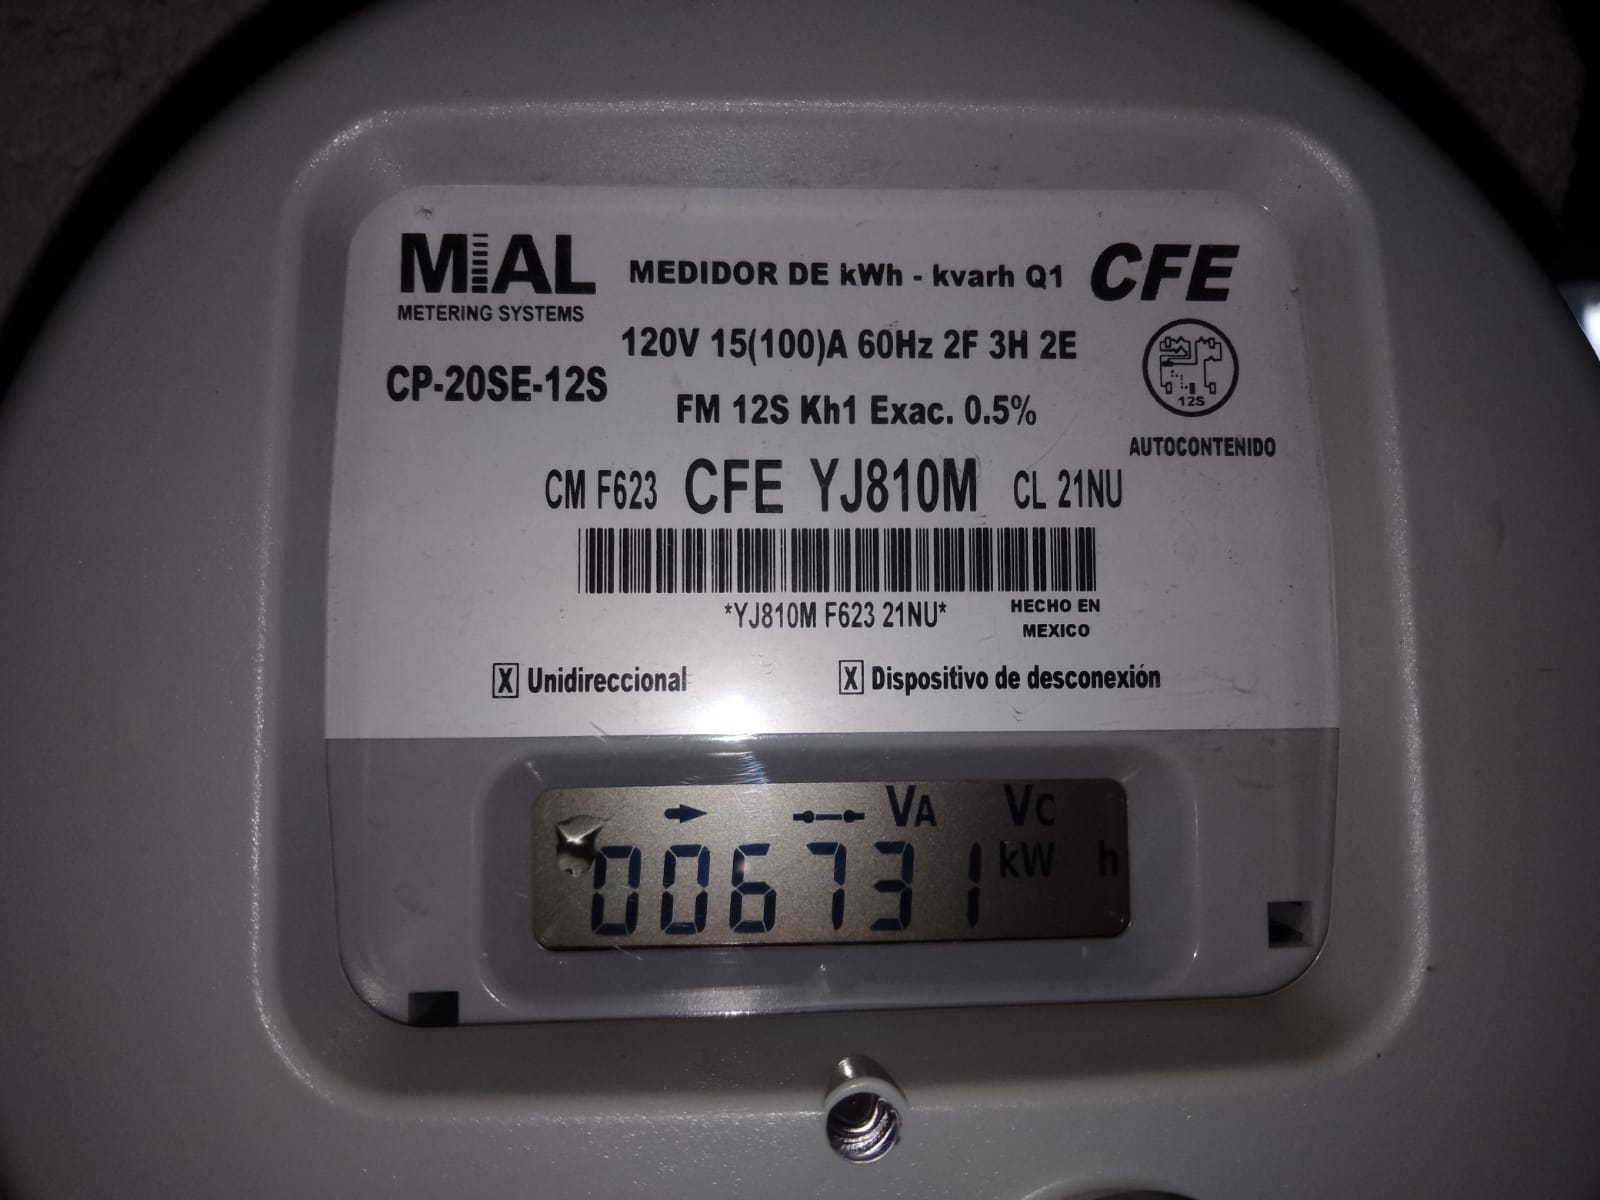 MIAL
METERING SYSTEMS
MEDIDOR DE kWh - kvarh Q1
CFE
120V 15(100)A 60Hz 2F 3H 2E
CP-20SE-12S
FM 12S Kh1 Exac. 0.5%
12S
AUTOCONTENIDO
CM F623 CFE YJ810M CL 21NU
*YJ810M F623 21NU*
HECHO EN
MEXICO
X Unidireccional
X Dispositivo de desconexión
VA VC
006731 kW h